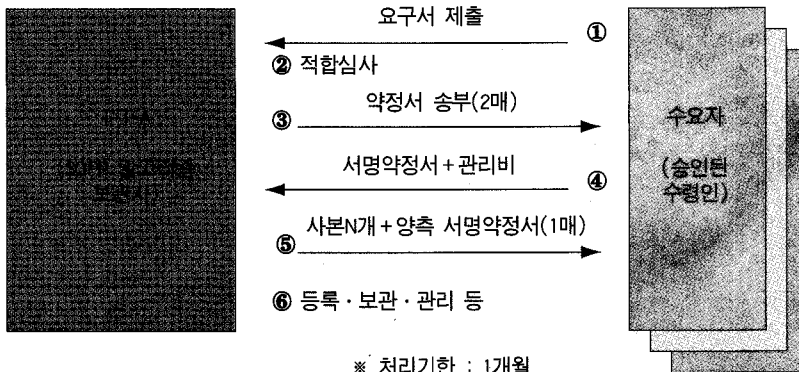 요구서 제출
①
② 적합심사
약정서 송부(2매)
③
수요자
(승인된
수령인)
서명약정서+관리비
④
사본N개+양측 서명약정서(1매)
⑤
⑥ 등록·보관·관리 등
※ 처리기한 : 1개월